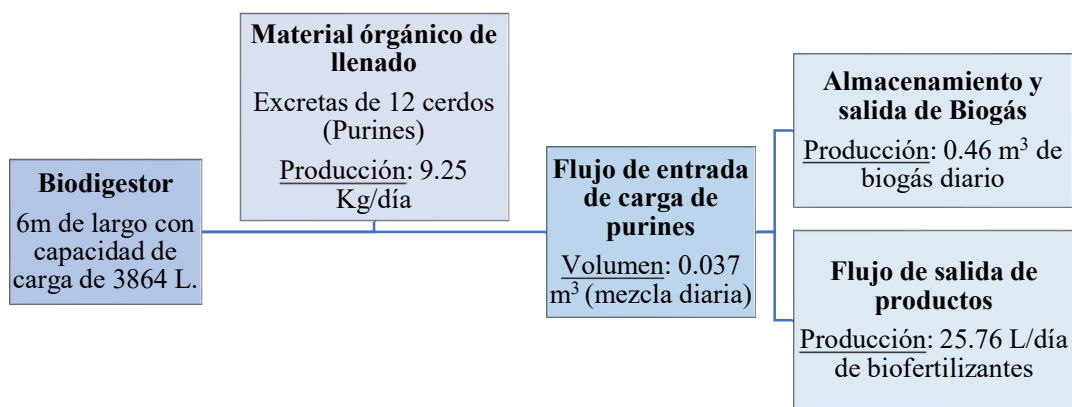 Biodigestor
6m de largo con
capacidad de
carga de 3864 L.
Material órgánico de
llenado
Excretas de 12 cerdos
(Purines)
Producción: 9.25
Kg/día
Flujo de entrada
de carga de
purines
Volumen: 0.037
m³ (mezcla diaria)
Almacenamiento y
salida de Biogás
Producción: 0.46 m³ de
biogás diario
Flujo de salida de
productos
Producción: 25.76 L/día
de biofertilizantes